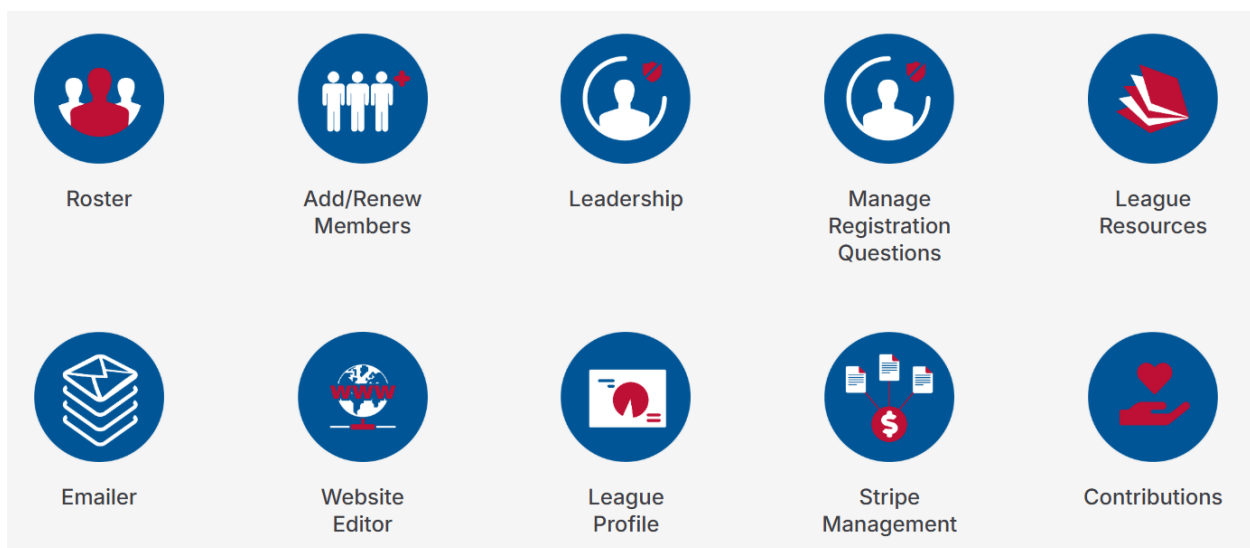 Roster
Add/Renew
Members
Leadership
Manage
Registration
Questions
League
Resources
WWW
$
Emailer
Website
Editor
League
Profile
Stripe
Management
Contributions